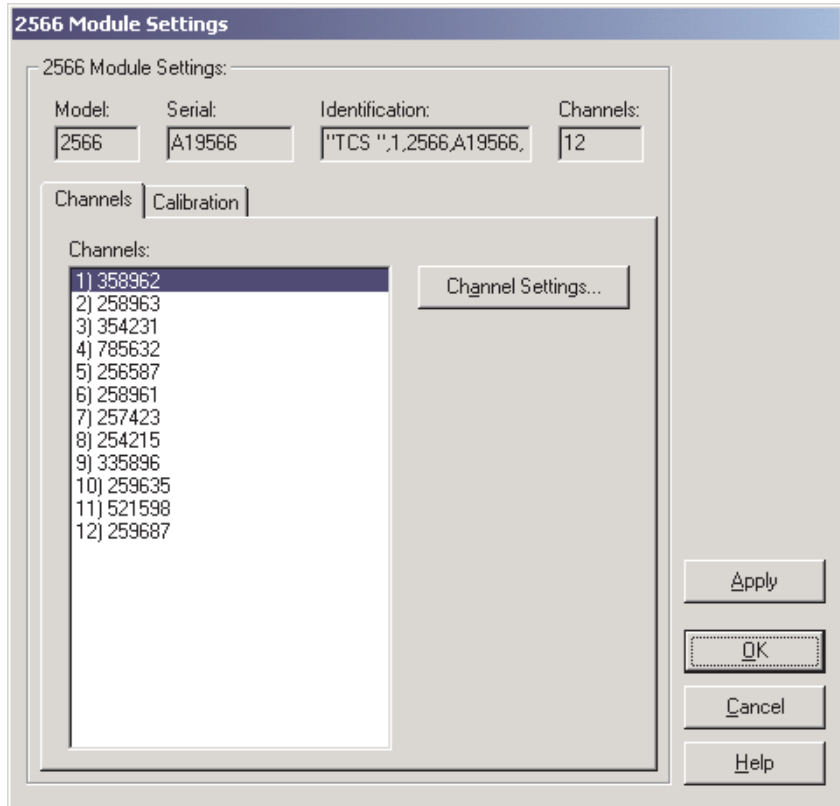 2566 Module Settings
2566 Module Settings:
Model: Serial: Identification: Channels:
2566 A19566 "TCS ",1,2566,A19566, 12
Channels Calibration
Channels:
1) 358962
Channel Settings...
2) 258963
3) 354231
4) 785632
5) 256587
6) 258961
7) 257423
8) 254215
9) 335896
10) 259635
11) 521598
12) 259687
Apply
OK
Cancel
Help